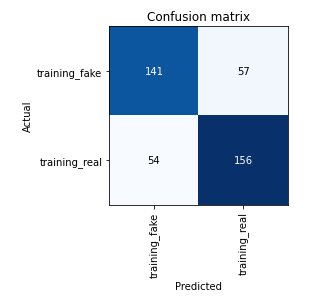 Confusion matrix
Actual
training_fake
141 57
training_real
54 156
training_fake
training_real
Predicted